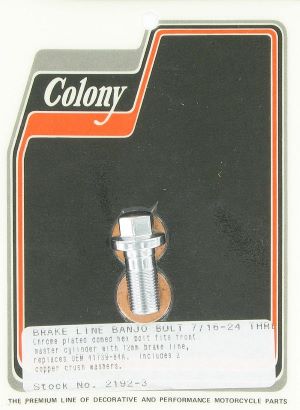 Colony
BRAKE LINE BANJO BOLT 7/16-24 THRE
Chrome plated domed hex bolt fits front
master cylinder with 12mm brake line,
replaces OEM 41739-84A. Includes 2
copper crush washers.
Stock No. 2192-3
THE PREMIUM LINE OF DECORATIVE AND PERFORMANCE MOTORCYCLE PARTS